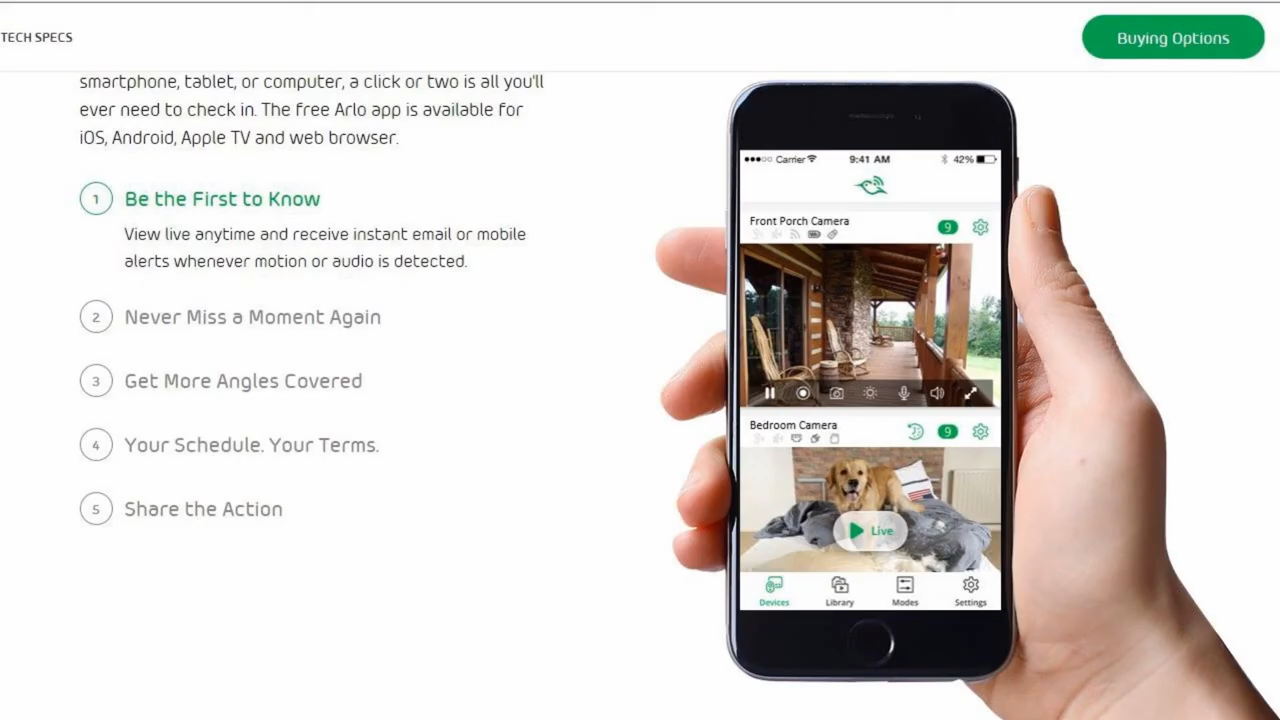 TECH SPECS
Buying Options
smartphone, tablet, or computer, a click or two is all you'll
ever need to check in. The free Arlo app is available for
iOS, Android, Apple TV and web browser.
1 Be the First to Know
View live anytime and receive instant email or mobile
alerts whenever motion or audio is detected.
2 Never Miss a Moment Again
3 Get More Angles Covered
4 Your Schedule. Your Terms.
5 Share the Action
Carrier 9:41 AM 42%
Front Porch Camera 9
Bedroom Camera 9
Live
Devices Library Modes Settings